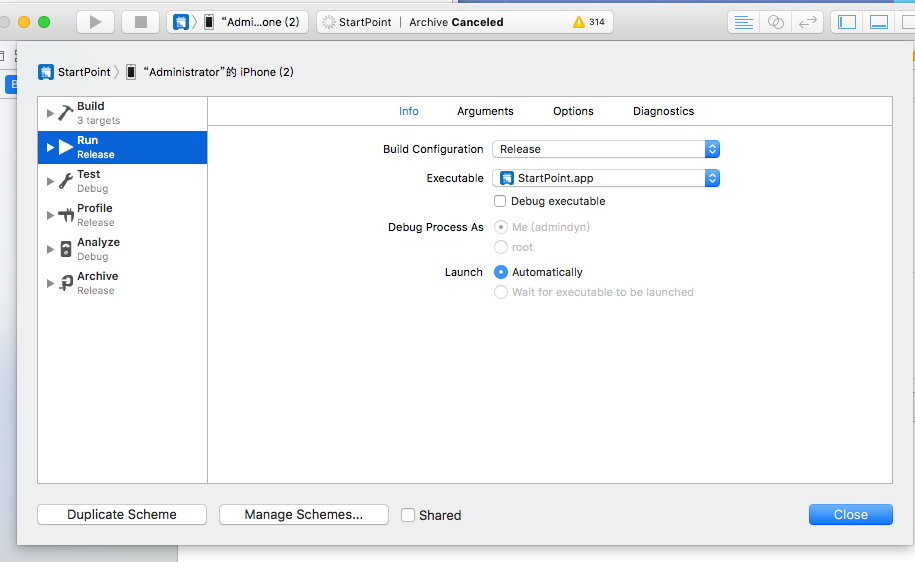 "Admi...one (2)
StartPoint | Archive Canceled
314
StartPoint 〉 “Administrator”的 iPhone (2)
Build
3 targets
Run
Release
Test
Debug
Profile
Release
Analyze
Debug
Archive
Release
Info Arguments Options Diagnostics
Build Configuration Release
Executable StartPoint.app
Debug executable
Debug Process As Me (admindyn)
root
Launch Automatically
Wait for executable to be launched
Duplicate Scheme Manage Schemes... Shared Close